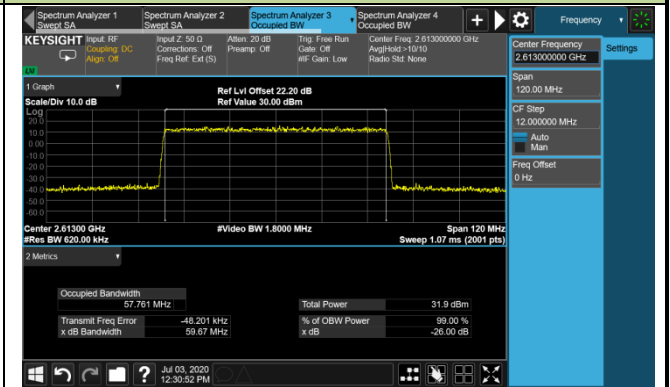 Spectrum Analyzer 1
Swept SA
Spectrum Analyzer 2
Swept SA
Spectrum Analyzer 3
Occupied BW
Spectrum Analyzer 4
Occupied BW
+
Frequency
KEYSIGHT
Input: RF
Coupling: DC
Align: Off
Input Z: 50 Ω
Corrections: Off
Freq Ref: Ext (S)
Atten: 20 dB
Preamp: Off
Trig: Free Run
Gate: Off
#IF Gain: Low
Center Freq: 2.613000000 GHz
Avg|Hold:>10/10
Radio Std: None
LV
Center Frequency
2.613000000 GHz
Settings
Span
120.00 MHz
CF Step
12.000000 MHz
Auto
Man
Freq Offset
0 Hz
1 Graph
Scale/Div 10.0 dB
Ref Lvl Offset 22.20 dB
Ref Value 30.00 dBm
Log
20.0
10.0
0.00
-10.0
-20.0
-30.0
-40.0
-50.0
-60.0
Center 2.61300 GHz
#Res BW 620.00 kHz
#Video BW 1.8000 MHz
Span 120 MHz
Sweep 1.07 ms (2001 pts)
2 Metrics
Occupied Bandwidth
57.761 MHz
Total Power
31.9 dBm
Transmit Freq Error
-48.201 kHz
% of OBW Power
99.00 %
x dB Bandwidth
59.67 MHz
x dB
-26.00 dB
?
Jul 03, 2020
12:30:52 PM